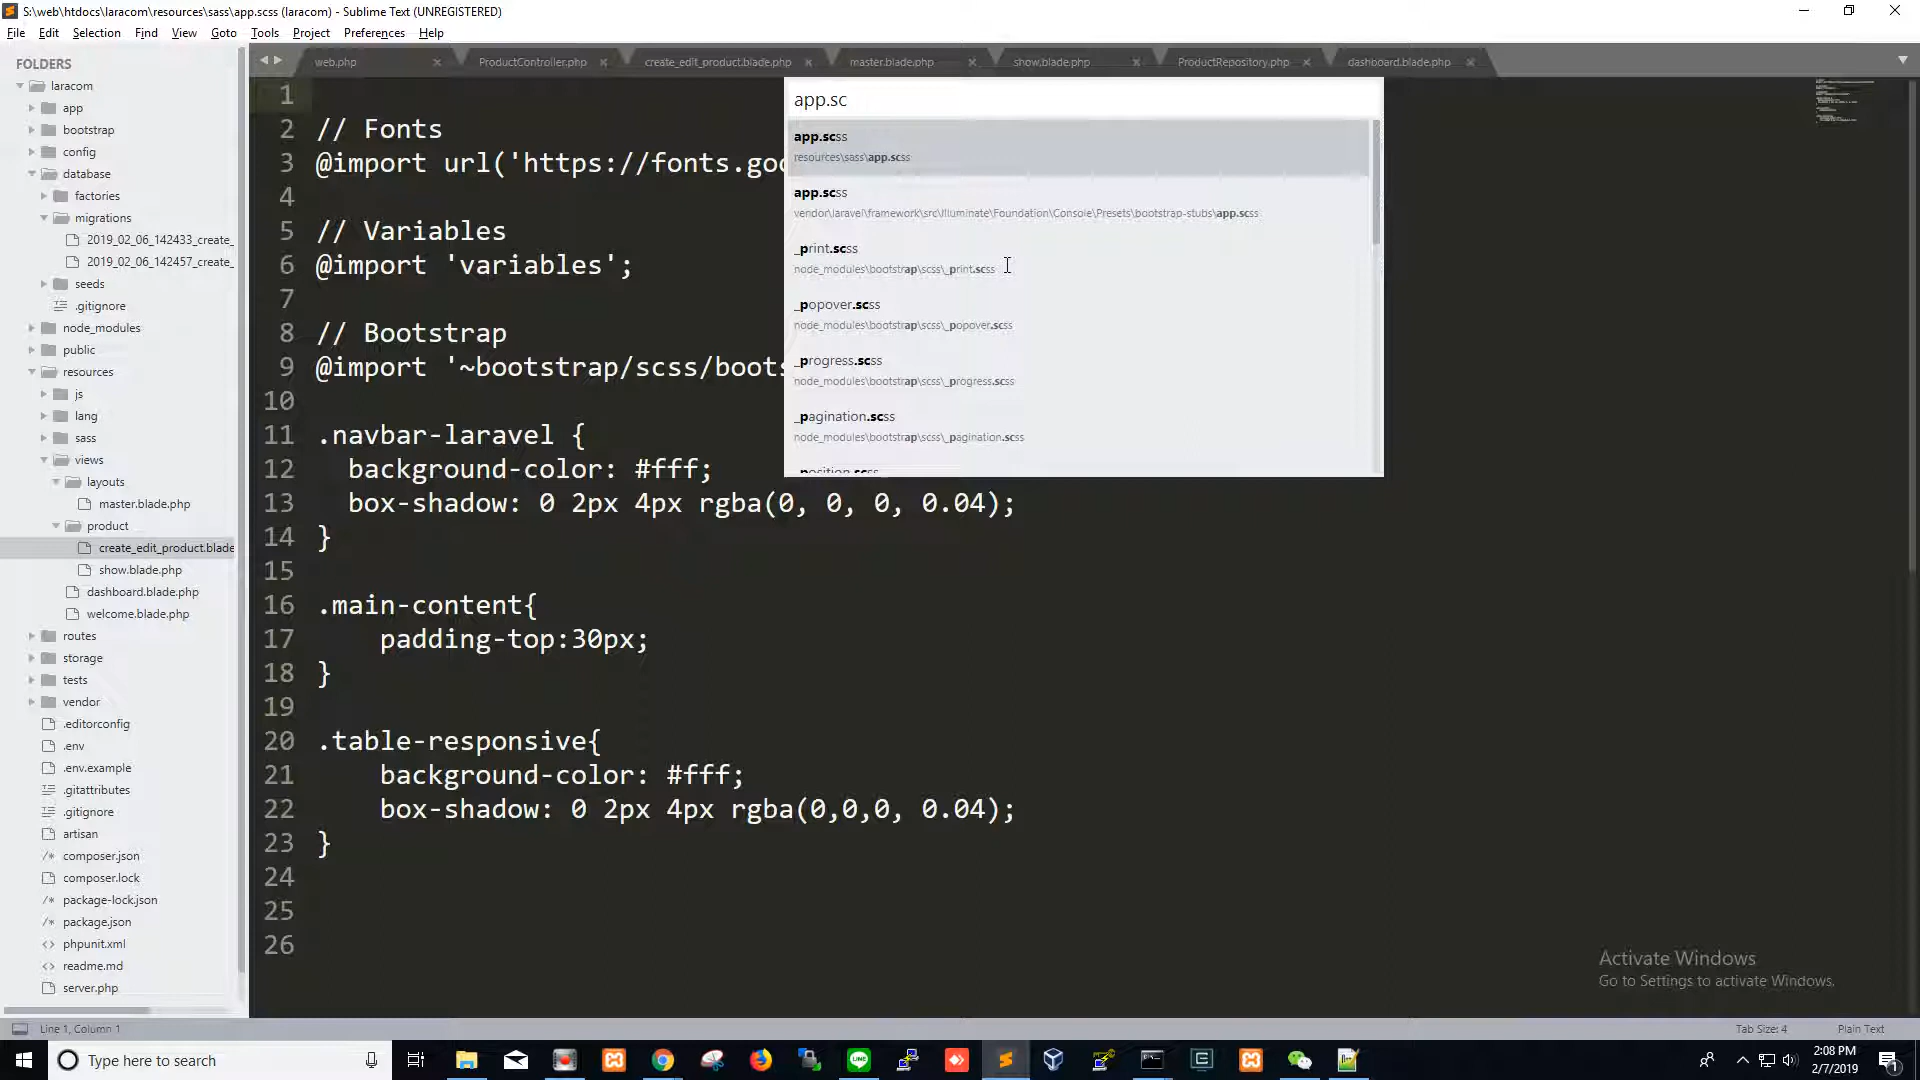 S:\web\htdocs\laracom\resources\sass\app.scss (laracom) - Sublime Text (UNREGISTERED)
File Edit Selection Find View Goto Tools Project Preferences Help
FOLDERS
laracom
app
bootstrap
config
database
factories
migrations
2019_02_06_142433_create_
2019_02_06_142457_create_
seeds
.gitignore
node_modules
public
resources
js
lang
sass
views
layouts
master.blade.php
product
create_edit_product.blade
show.blade.php
dashboard.blade.php
welcome.blade.php
routes
storage
tests
vendor
.editorconfig
.env
.env.example
.gitattributes
.gitignore
artisan
composer.json
composer.lock
package-lock.json
package.json
phpunit.xml
readme.md
server.php
web.php ProductController.php create_edit_product.blade.php master.blade.php show.blade.php ProductRepository.php dashboard.blade.php
1
2 // Fonts
3 @import url('https://fonts.goo
4
5 // Variables
6 @import 'variables';
7
8 // Bootstrap
9 @import '~bootstrap/scss/boots
10
11 .navbar-laravel {
12 background-color: #fff;
13 box-shadow: 0 2px 4px rgba(0, 0, 0, 0.04);
14 }
15
16 .main-content{
17 padding-top:30px;
18 }
19
20 .table-responsive{
21 background-color: #fff;
22 box-shadow: 0 2px 4px rgba(0,0,0, 0.04);
23 }
24
25
26
app.sc
app.scss
resources\sass\app.scss
app.scss
vendor\laravel\framework\src\Illuminate\Foundation\Console\Presets\bootstrap-stubs\app.scss
_print.scss
node_modules\bootstrap\scss\_print.scss
_popover.scss
node_modules\bootstrap\scss\_popover.scss
_progress.scss
node_modules\bootstrap\scss\_progress.scss
_pagination.scss
node_modules\bootstrap\scss\_pagination.scss
_position.scss
Activate Windows
Go to Settings to activate Windows.
Line 1, Column 1
Tab Size: 4 Plain Text
Type here to search
2:08 PM
2/7/2019